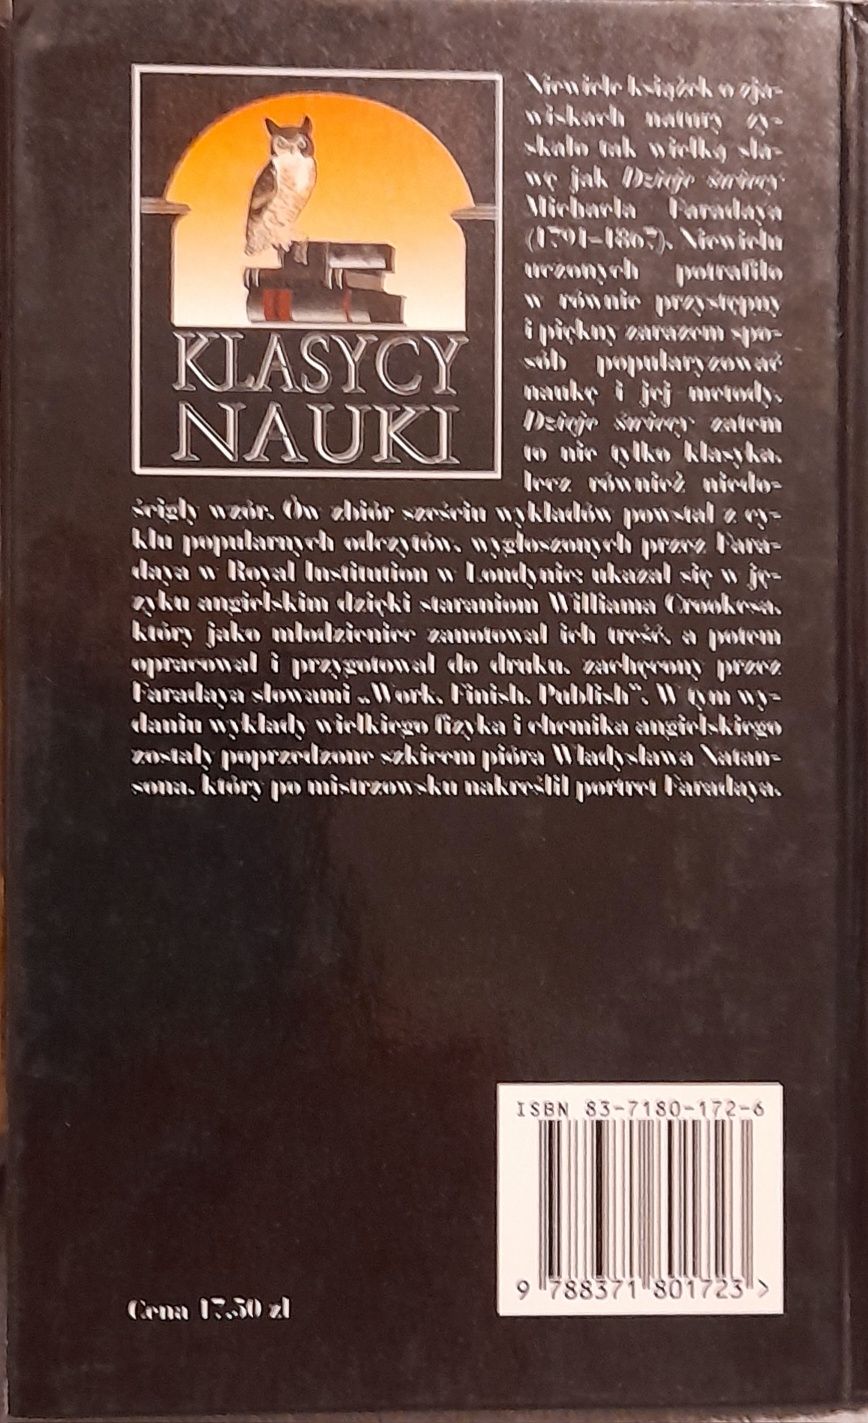 KLASYCY
NAUKI
Niewiele książek o zja-
wiskach natury zy-
skało tak wielką sła-
wę jak Dzieje świecy
Michaela Faradaya
(1791–1867). Niewielu
uczonych potrafiło
w równie przystępny
i piękny zarazem spo-
sób popularyzować
naukę i jej metody.
Dzieje świecy zatem
to nie tylko klasyka,
lecz również niedo-
ścigły wzór. Ów zbiór sześciu wykładów powstał z cy-
klu popularnych odczytów, wygłoszonych przez Fara-
daya w Royal Institution w Londynie; ukazał się w ję-
zyku angielskim dzięki staraniom Williama Crookesa,
który jako młodzieniec zanotował ich treść, a potem
opracował i przygotował do druku, zachęcony przez
Faradaya słowami „Work, Finish, Publish”. W tym wy-
daniu wykłady wielkiego fizyka i chemika angielskiego
zostały poprzedzone szkicem pióra Władysława Natan-
sona, który po mistrzowsku nakreślił portret Faradaya.
ISBN 83-7180-172-6
9 788371 801723 >
Cena 17,50 zł